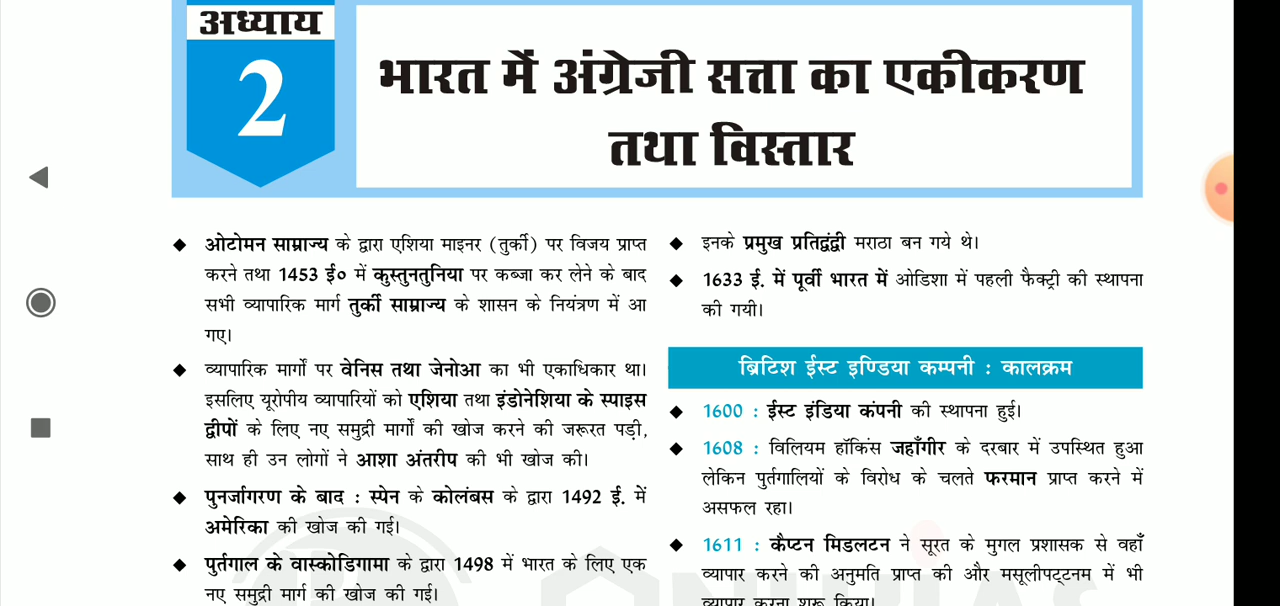 अध्याय
2
भारत में अंग्रेजी सत्ता का एकीकरण
तथा विस्तार
◆ ओटोमन साम्राज्य के द्वारा एशिया माइनर (तुर्की) पर विजय प्राप्त
करने तथा 1453 ई० में कुस्तुनतुनिया पर कब्जा कर लेने के बाद
सभी व्यापारिक मार्ग तुर्की साम्राज्य के शासन के नियंत्रण में आ
गए।
◆ व्यापारिक मार्गों पर वेनिस तथा जेनोआ का भी एकाधिकार था।
इसलिए यूरोपीय व्यापारियों को एशिया तथा इंडोनेशिया के स्पाइस
द्वीपों के लिए नए समुद्री मार्गों की खोज करने की जरूरत पड़ी,
साथ ही उन लोगों ने आशा अंतरीप की भी खोज की।
◆ पुनर्जागरण के बाद : स्पेन के कोलंबस के द्वारा 1492 ई. में
अमेरिका की खोज की गई।
◆ पुर्तगाल के वास्कोडिगामा के द्वारा 1498 में भारत के लिए एक
नए समुद्री मार्ग की खोज की गई।
◆ इनके प्रमुख प्रतिद्वंद्वी मराठा बन गये थे।
◆ 1633 ई. में पूर्वी भारत में ओडिशा में पहली फैक्ट्री की स्थापना
की गयी।
ब्रिटिश ईस्ट इण्डिया कम्पनी : कालक्रम
◆ 1600 : ईस्ट इंडिया कंपनी की स्थापना हुई।
◆ 1608 : विलियम हॉकिंस जहाँगीर के दरबार में उपस्थित हुआ
लेकिन पुर्तगालियों के विरोध के चलते फरमान प्राप्त करने में
असफल रहा।
◆ 1611 : कैप्टन मिडलटन ने सूरत के मुगल प्रशासक से वहाँ
व्यापार करने की अनुमति प्राप्त की और मसूलीपट्टनम में भी
व्यापार करना शुरू किया।